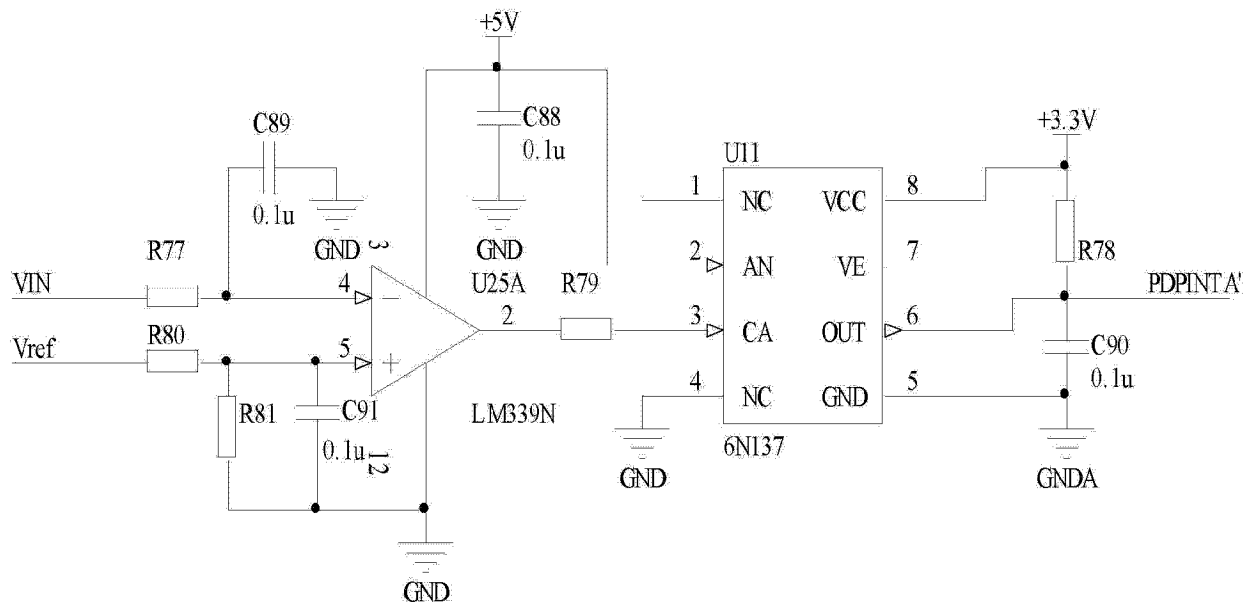 +5V
C89
0.1u
GND
C88
0.1u
GND
+3.3V
U11
1
NC
VCC
8
2
AN
VE
7
3
CA
OUT
6
4
NC
GND
5
6N137
GND
R78
PDPINTA'
C90
0.1u
GNDA
VIN
R77
4
3
−
U25A
2
R79
Vref
R80
5
+
R81
C91
0.1u
12
LM339N
GND